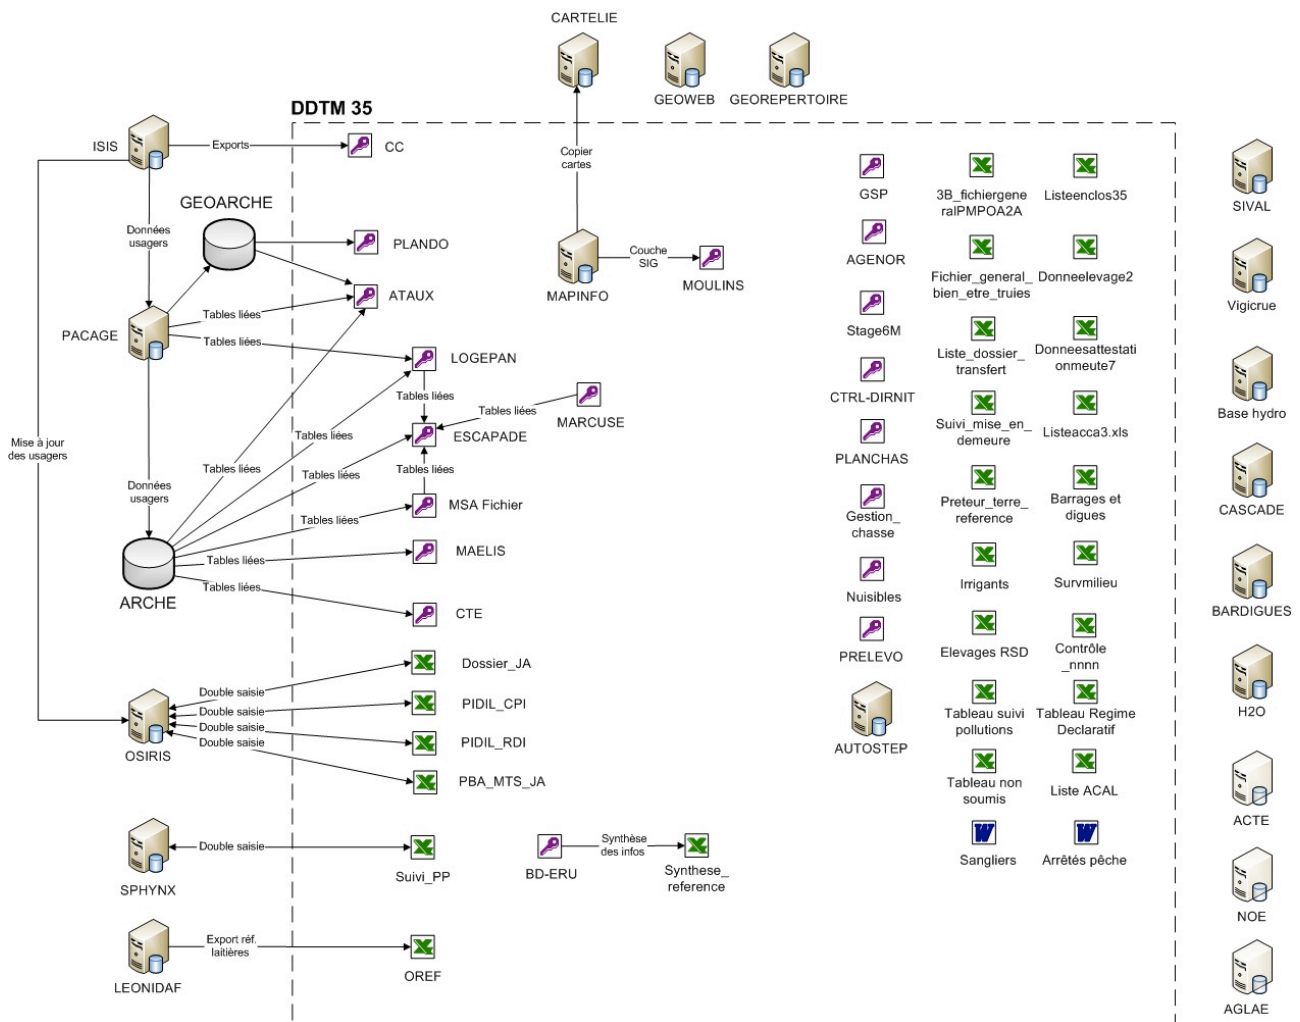 CARTELIE
GEOWEB
GEOREPERTOIRE
DDTM 35
ISIS
Exports
CC
GEOARCHE
Données
usagers
PLANDO
ATAUX
Tables liées
PACAGE
Tables liées
LOGEPAN
Tables liées
Tables liées
MARCUSE
ESCAPADE
Tables liées
Tables liées
Tables liées
Tables liées
Mise à jour
des usagers
Données
usagers
MSA Fichier
Tables liées
MAELIS
Tables liées
ARCHE
Tables liées
CTE
Dossier_JA
Double saisie
PIDIL_CPI
Double saisie
Double saisie
PIDIL_RDI
Double saisie
OSIRIS
PBA_MTS_JA
SPHYNX
Double saisie
Suivi_PP
BD-ERU
Synthèse
des infos
Synthese_
reference
LEONIDAF
Export réf.
laitières
OREF
Copier
cartes
MAPINFO
Couche
SIG
MOULINS
GSP
AGENOR
Stage6M
CTRL-DIRNIT
PLANCHAS
Gestion_
chasse
Nuisibles
PRELEVO
AUTOSTEP
3B_fichiergene
ralPMPOA2A
Listeenclos35
Fichier_general_
bien_etre_truies
Donneelevage2
Liste_dossier_
transfert
Donneesattestati
onmeute7
Suivi_mise_en_
demeure
Listeacca3.xls
Preteur_terre_
reference
Barrages et
digues
Irrigants
Survmilieu
Elevages RSD
Contrôle
_nnnn
Tableau suivi
pollutions
Tableau Regime
Declaratif
Tableau non
soumis
Liste ACAL
Sangliers
Arrêtés pêche
SIVAL
Vigicrue
Base hydro
CASCADE
BARDIGUES
H2O
ACTE
NOE
AGLAE